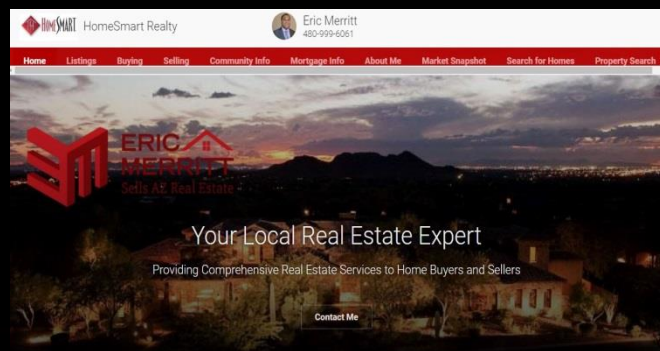 HOMESMART HomeSmart Realty
Eric Merritt
480-999-6061
Home Listings Buying Selling Community Info Mortgage Info About Me Market Snapshot Search for Homes Property Search
ERIC
MERRITT
Sells AZ Real Estate
Your Local Real Estate Expert
Providing Comprehensive Real Estate Services to Home Buyers and Sellers
Contact Me